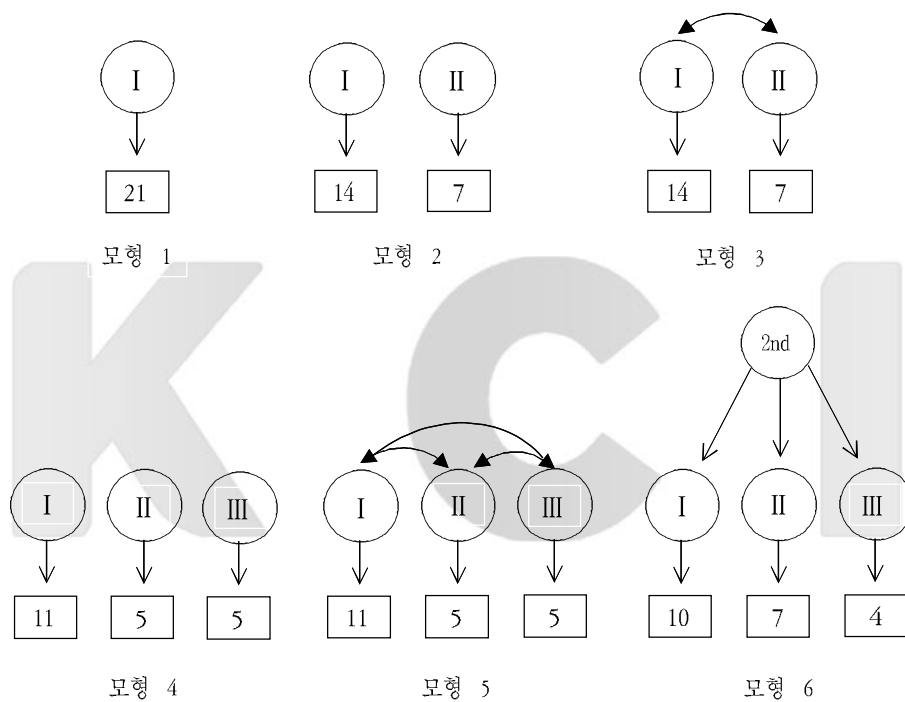 I
I II
I II
21
14 7
14 7
모형 1
모형 2
모형 3
KCI
2nd
I II III
I II III
I II III
11 5 5
11 5 5
10 7 4
모형 4
모형 5
모형 6